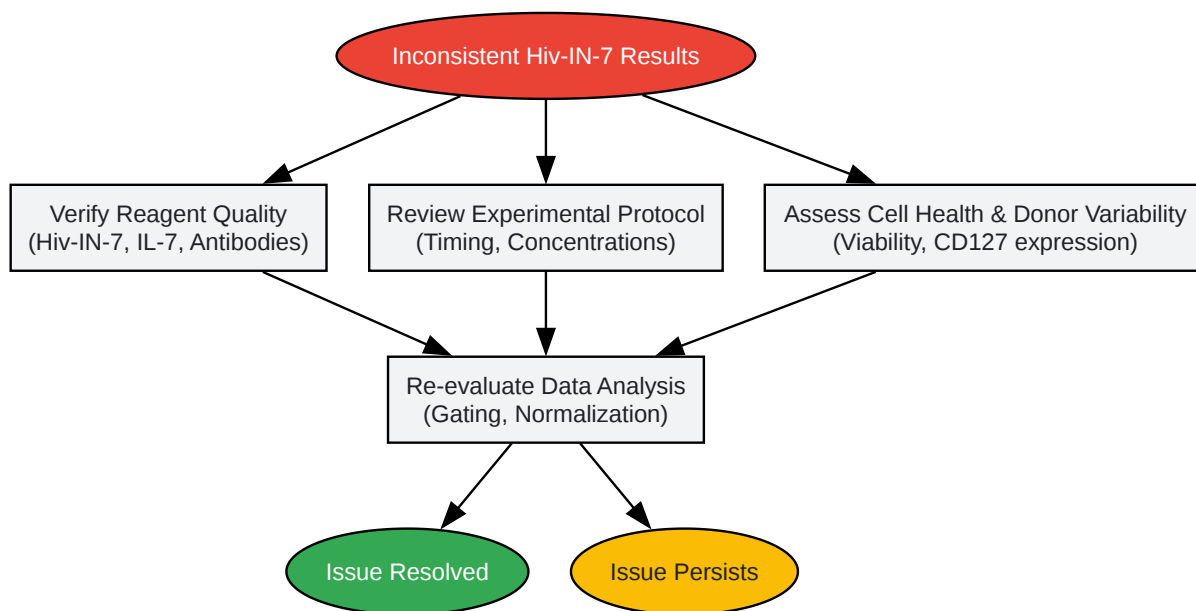 Inconsistent Hiv-IN-7 Results
Verify Reagent Quality
(Hiv-IN-7, IL-7, Antibodies)
Review Experimental Protocol
(Timing, Concentrations)
Assess Cell Health & Donor Variability
(Viability, CD127 expression)
Re-evaluate Data Analysis
(Gating, Normalization)
Issue Resolved
Issue Persists